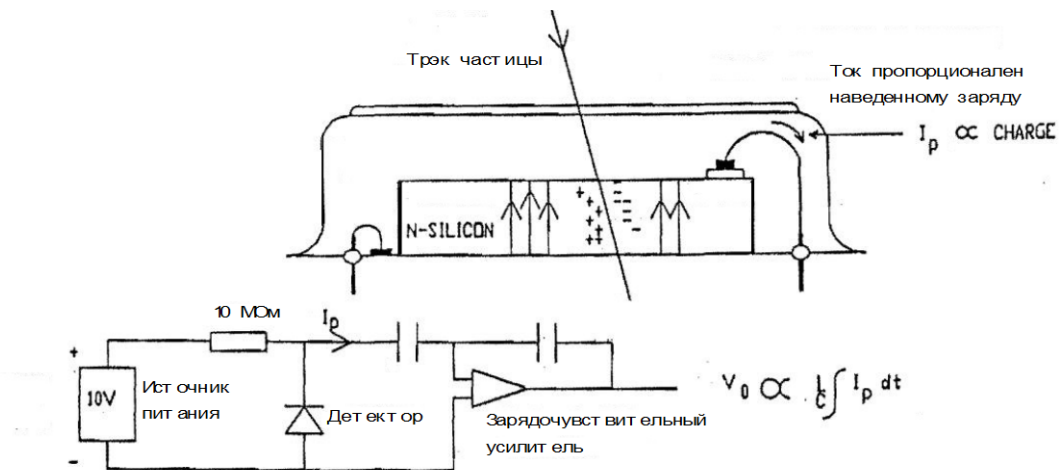 Трэк частицы
Ток пропорционален
наведенному заряду
I_p ∝ CHARGE
N-SILICON
10 МОм
I_p
+
10V
-
Источник
питания
Детектор
Зарядочувствительный
усилитель
V_0 ∝ 1/C ∫ I_p dt